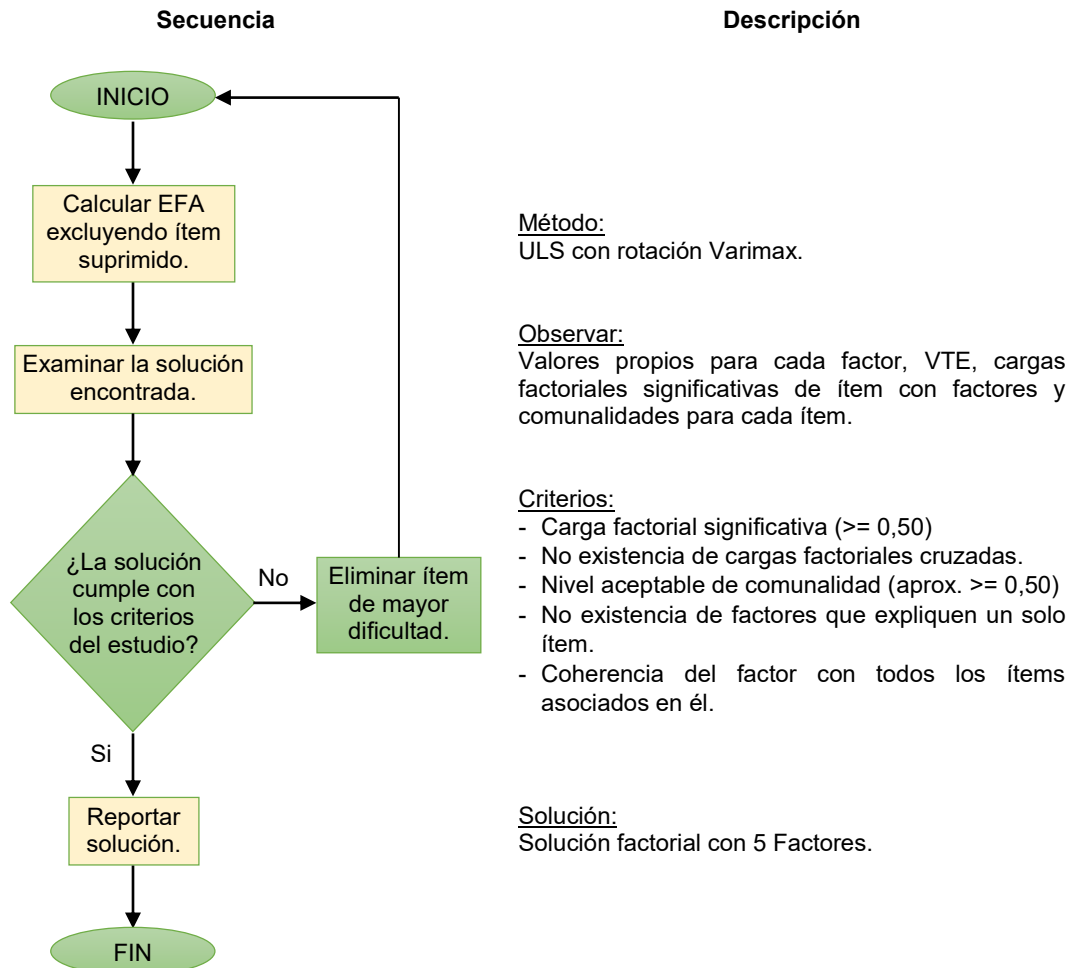 Secuencia
Descripción
INICIO
Calcular EFA
excluyendo ítem
suprimido.
Método:
ULS con rotación Varimax.
Examinar la solución
encontrada.
Observar:
Valores propios para cada factor, VTE, cargas
factoriales significativas de ítem con factores y
comunalidades para cada ítem.
¿La solución
cumple con
los criterios
del estudio?
No
Eliminar ítem
de mayor
dificultad.
Criterios:
- Carga factorial significativa (>= 0,50)
- No existencia de cargas factoriales cruzadas.
- Nivel aceptable de comunalidad (aprox. >= 0,50)
- No existencia de factores que expliquen un solo
ítem.
- Coherencia del factor con todos los ítems
asociados en él.
Si
Reportar
solución.
Solución:
Solución factorial con 5 Factores.
FIN